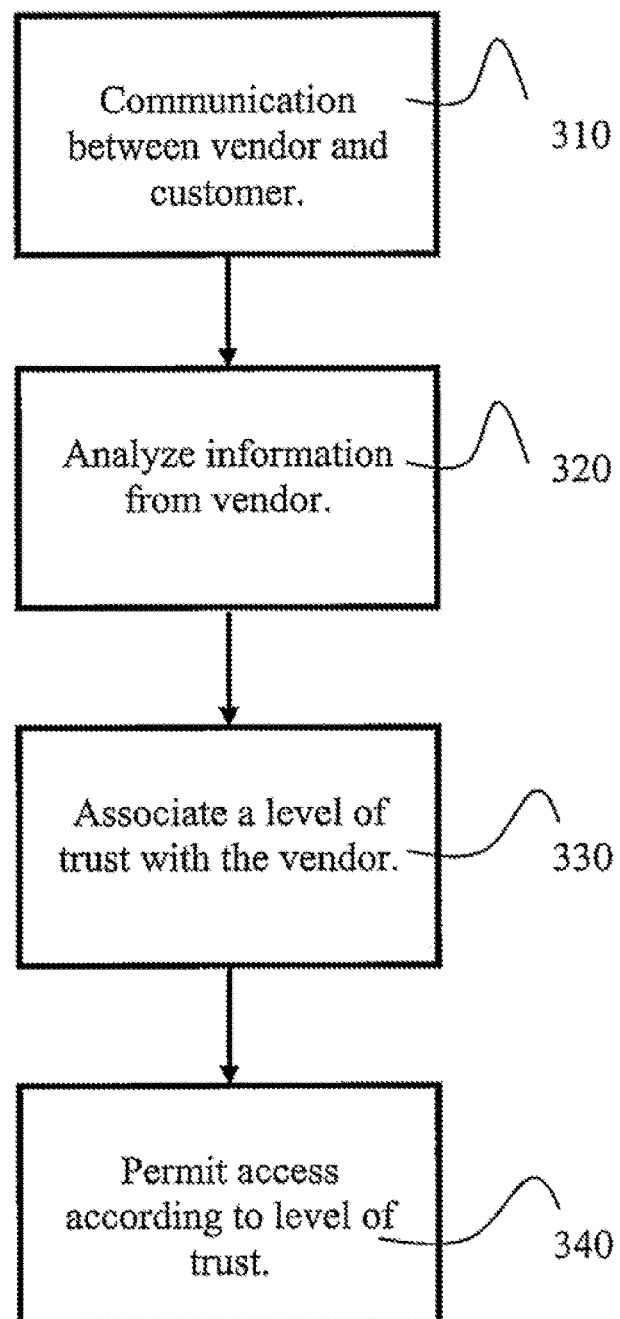 Communication
between vendor and
customer.
310
Analyze information
from vendor.
320
Associate a level of
trust with the vendor.
330
Permit access
according to level of
trust.
340